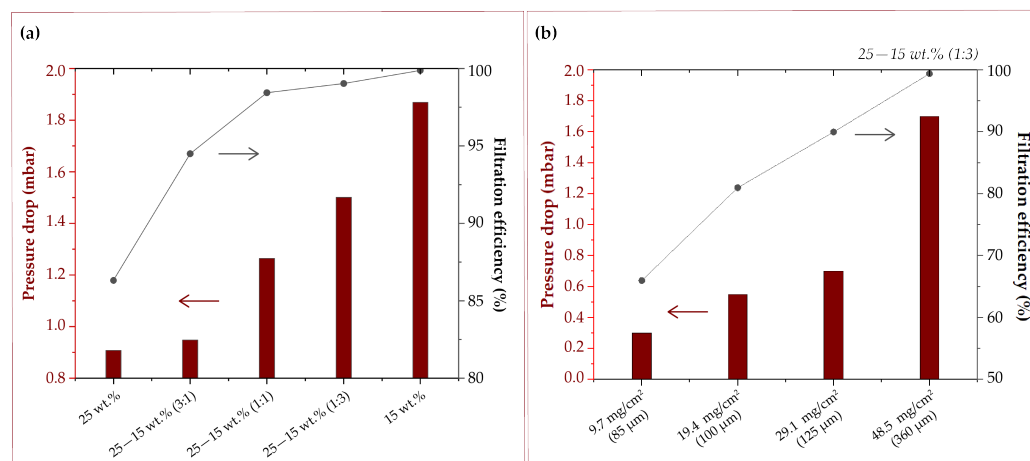 (a)
2.0
1.8
1.6
1.4
1.2
1.0
0.8
Pressure drop (mbar)
100
95
90
85
80
Filtration efficiency (%)
25 wt.%
25—15 wt.% (3:1)
25—15 wt.% (1:1)
25—15 wt.% (1:3)
15 wt.%
(b)
25—15 wt.% (1:3)
2.0
1.8
1.6
1.4
1.2
1.0
0.8
0.6
0.4
0.2
0.0
Pressure drop (mbar)
100
90
80
70
60
50
Filtration efficiency (%)
9.7 mg/cm²
(85 µm)
19.4 mg/cm²
(100 µm)
29.1 mg/cm²
(125 µm)
48.5 mg/cm²
(360 µm)